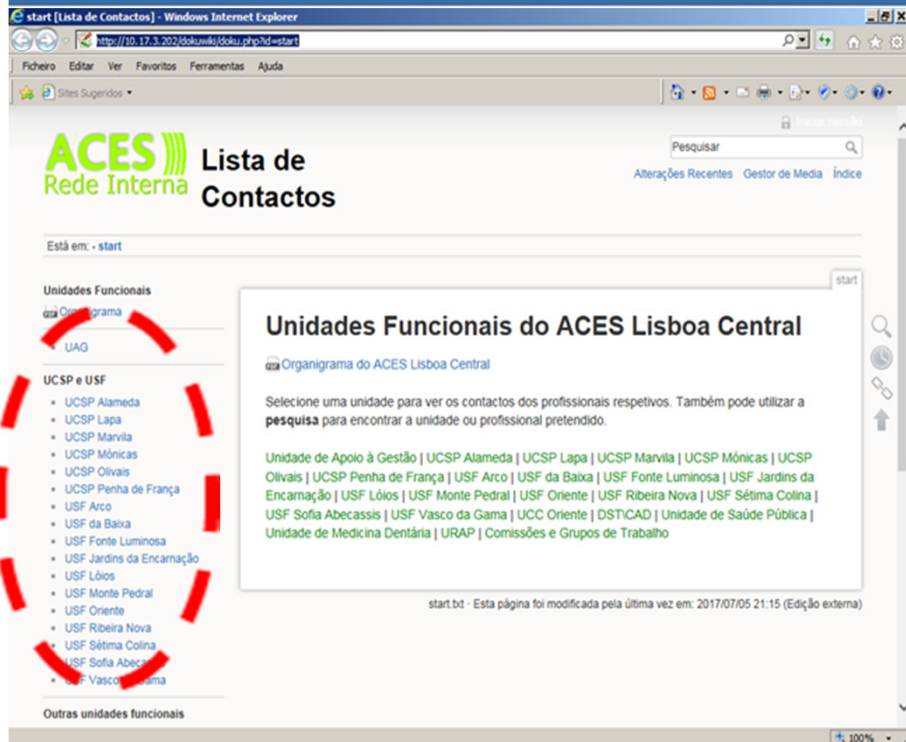 start [Lista de Contactos] - Windows Internet Explorer
http://10.17.3.202/dokuwiki/doku.php?id=start
Ficheiro Editar Ver Favoritos Ferramentas Ajuda
Sites Sugeridos
Iniciar sessão
ACES
Rede Interna
Lista de
Contactos
Pesquisar
Alterações Recentes Gestor de Media Índice
Está em: • start
start
Unidades Funcionais
Organigrama
UAG
UCSP e USF
UCSP Alameda
UCSP Lapa
UCSP Marvila
UCSP Mónicas
UCSP Olivais
UCSP Penha de França
USF Arco
USF da Baixa
USF Fonte Luminosa
USF Jardins da Encarnação
USF Lóios
USF Monte Pedral
USF Oriente
USF Ribeira Nova
USF Sétima Colina
USF Sofia Abecassis
USF Vasco da Gama
Outras unidades funcionais
Unidades Funcionais do ACES Lisboa Central
Organigrama do ACES Lisboa Central
Selecione uma unidade para ver os contactos dos profissionais respetivos. Também pode utilizar a
pesquisa para encontrar a unidade ou profissional pretendido.
Unidade de Apoio à Gestão | UCSP Alameda | UCSP Lapa | UCSP Marvila | UCSP Mónicas | UCSP
Olivais | UCSP Penha de França | USF Arco | USF da Baixa | USF Fonte Luminosa | USF Jardins da
Encarnação | USF Lóios | USF Monte Pedral | USF Oriente | USF Ribeira Nova | USF Sétima Colina |
USF Sofia Abecassis | USF Vasco da Gama | UCC Oriente | DST\CAD | Unidade de Saúde Pública |
Unidade de Medicina Dentária | URAP | Comissões e Grupos de Trabalho
start.txt · Esta página foi modificada pela última vez em: 2017/07/05 21:15 (Edição externa)
100%